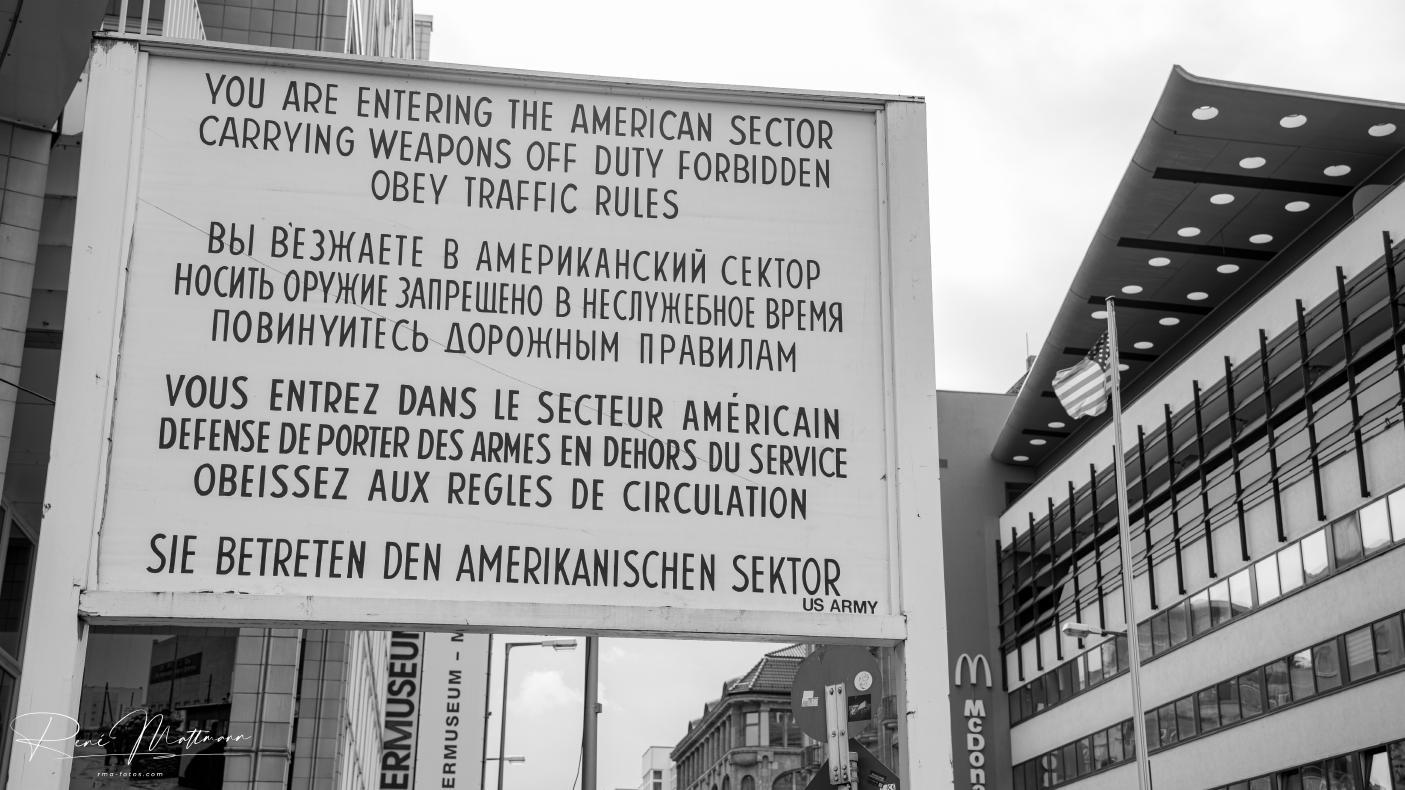 YOU ARE ENTERING THE AMERICAN SECTOR
CARRYING WEAPONS OFF DUTY FORBIDDEN
OBEY TRAFFIC RULES
ВЫ ВЪЕЗЖАЕТЕ В АМЕРИКАНСКИЙ СЕКТОР
НОСИТЬ ОРУЖИЕ ЗАПРЕЩЕНО В НЕСЛУЖЕБНОЕ ВРЕМЯ
ПОВИНУИТЕСЬ ДОРОЖНЫМ ПРАВИЛАМ
VOUS ENTREZ DANS LE SECTEUR AMÉRICAIN
DEFENSE DE PORTER DES ARMES EN DEHORS DU SERVICE
OBEISSEZ AUX REGLES DE CIRCULATION
SIE BETRETEN DEN AMERIKANISCHEN SEKTOR
US ARMY
ERMUSEUM
ERMUSEUM – M
McDona
René Mattmann
rma-fotos.com